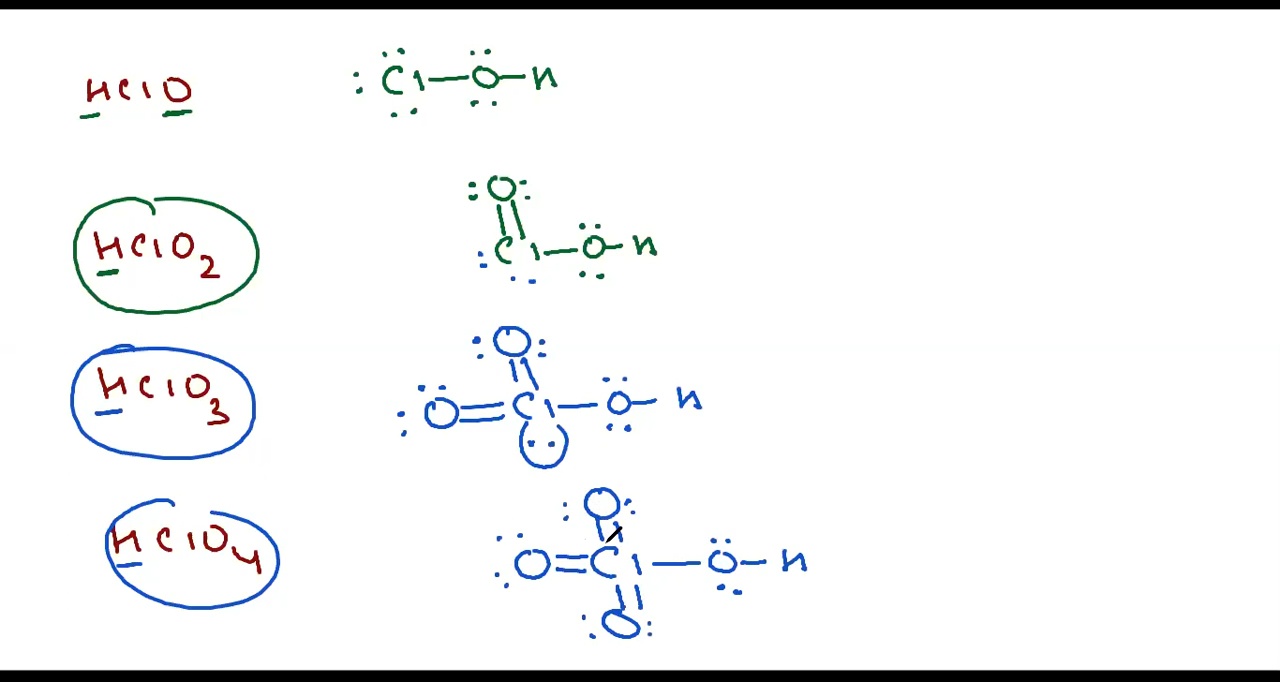 HClO :Cl-O-H
O
HClO₂ :Cl-O-H
O
HClO₃ :O=Cl-O-H
O
HClO₄ O=Cl-O-H
O